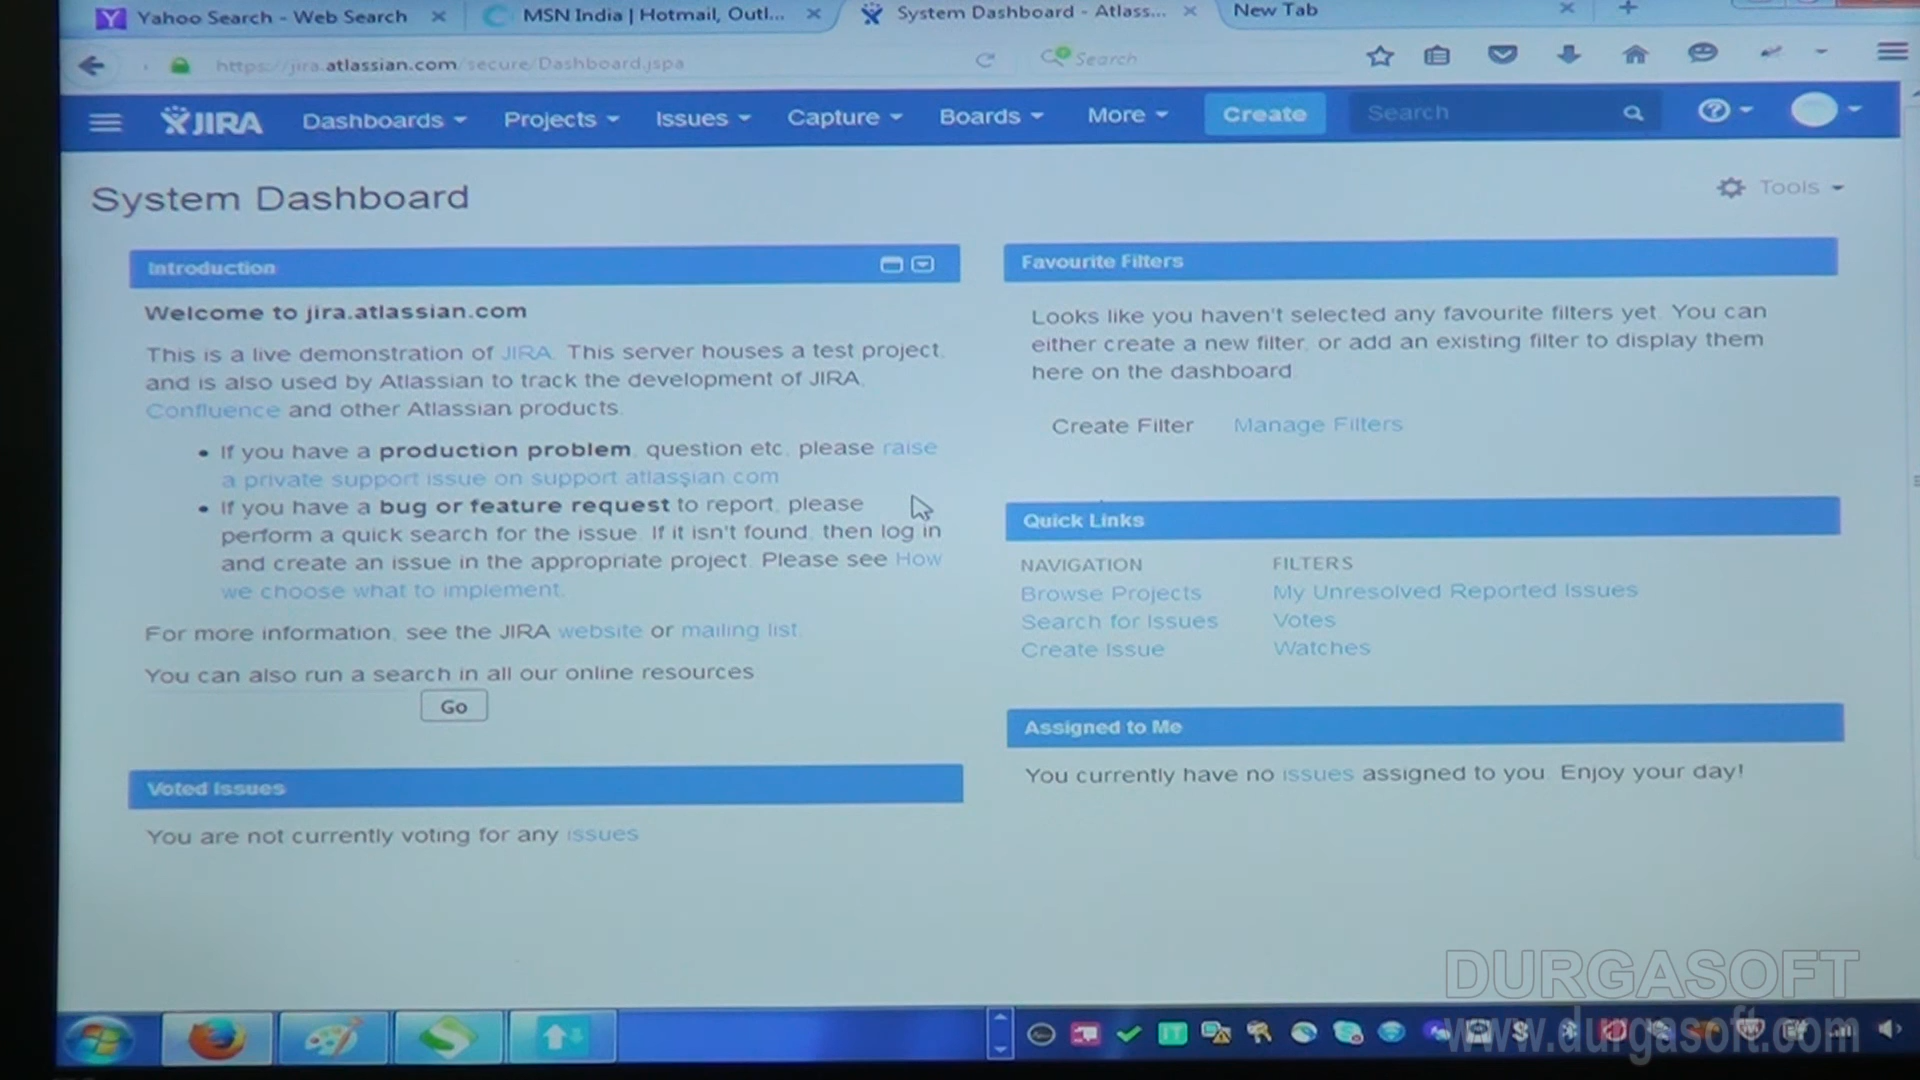 Yahoo Search - Web Search
MSN India | Hotmail, Outl...
System Dashboard - Atlass...
New Tab
https://jira.atlassian.com/secure/Dashboard.jspa
Search
JIRA Dashboards Projects Issues Capture Boards More Create Search
System Dashboard
Tools
Introduction
Welcome to jira.atlassian.com
This is a live demonstration of JIRA. This server houses a test project,
and is also used by Atlassian to track the development of JIRA,
Confluence and other Atlassian products.
If you have a production problem, question etc, please raise
a private support issue on support.atlassian.com
If you have a bug or feature request to report, please
perform a quick search for the issue. If it isn't found, then log in
and create an issue in the appropriate project. Please see How
we choose what to implement.
For more information, see the JIRA website or mailing list.
You can also run a search in all our online resources
Go
Voted Issues
You are not currently voting for any issues
Favourite Filters
Looks like you haven't selected any favourite filters yet. You can
either create a new filter, or add an existing filter to display them
here on the dashboard.
Create Filter Manage Filters
Quick Links
NAVIGATION
Browse Projects
Search for Issues
Create Issue
FILTERS
My Unresolved Reported Issues
Votes
Watches
Assigned to Me
You currently have no issues assigned to you. Enjoy your day!
DURGASOFT
www.durgasoft.com